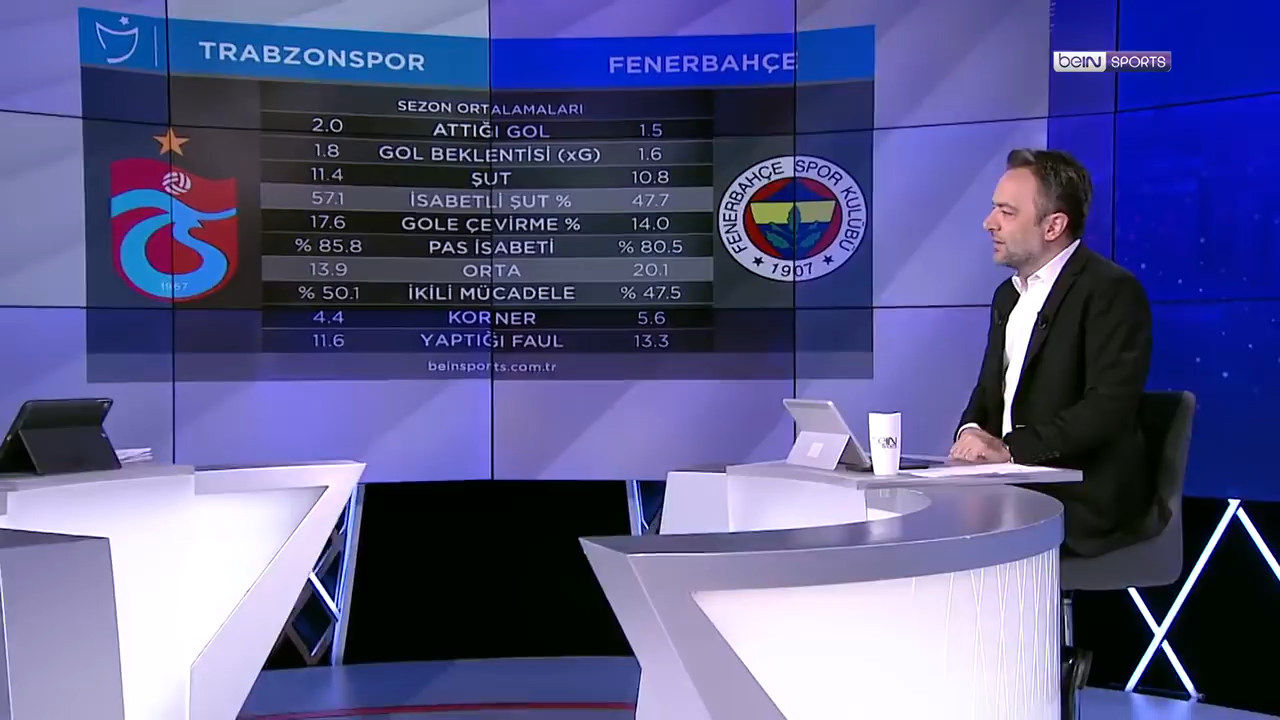 TRABZONSPOR FENERBAHÇE
beIN SPORTS
SEZON ORTALAMALARI
2.0 ATTIĞI GOL 1.5
1.8 GOL BEKLENTİSİ (xG) 1.6
11.4 ŞUT 10.8
57.1 İSABETLİ ŞUT % 47.7
17.6 GOLE ÇEVİRME % 14.0
% 85.8 PAS İSABETİ % 80.5
13.9 ORTA 20.1
% 50.1 İKİLİ MÜCADELE % 47.5
4.4 KORNER 5.6
11.6 YAPTIĞI FAUL 13.3
beinsports.com.tr
1967
FENERBAHÇE SPOR KULÜBÜ
★ 1907 ★
beIN
SPORTS